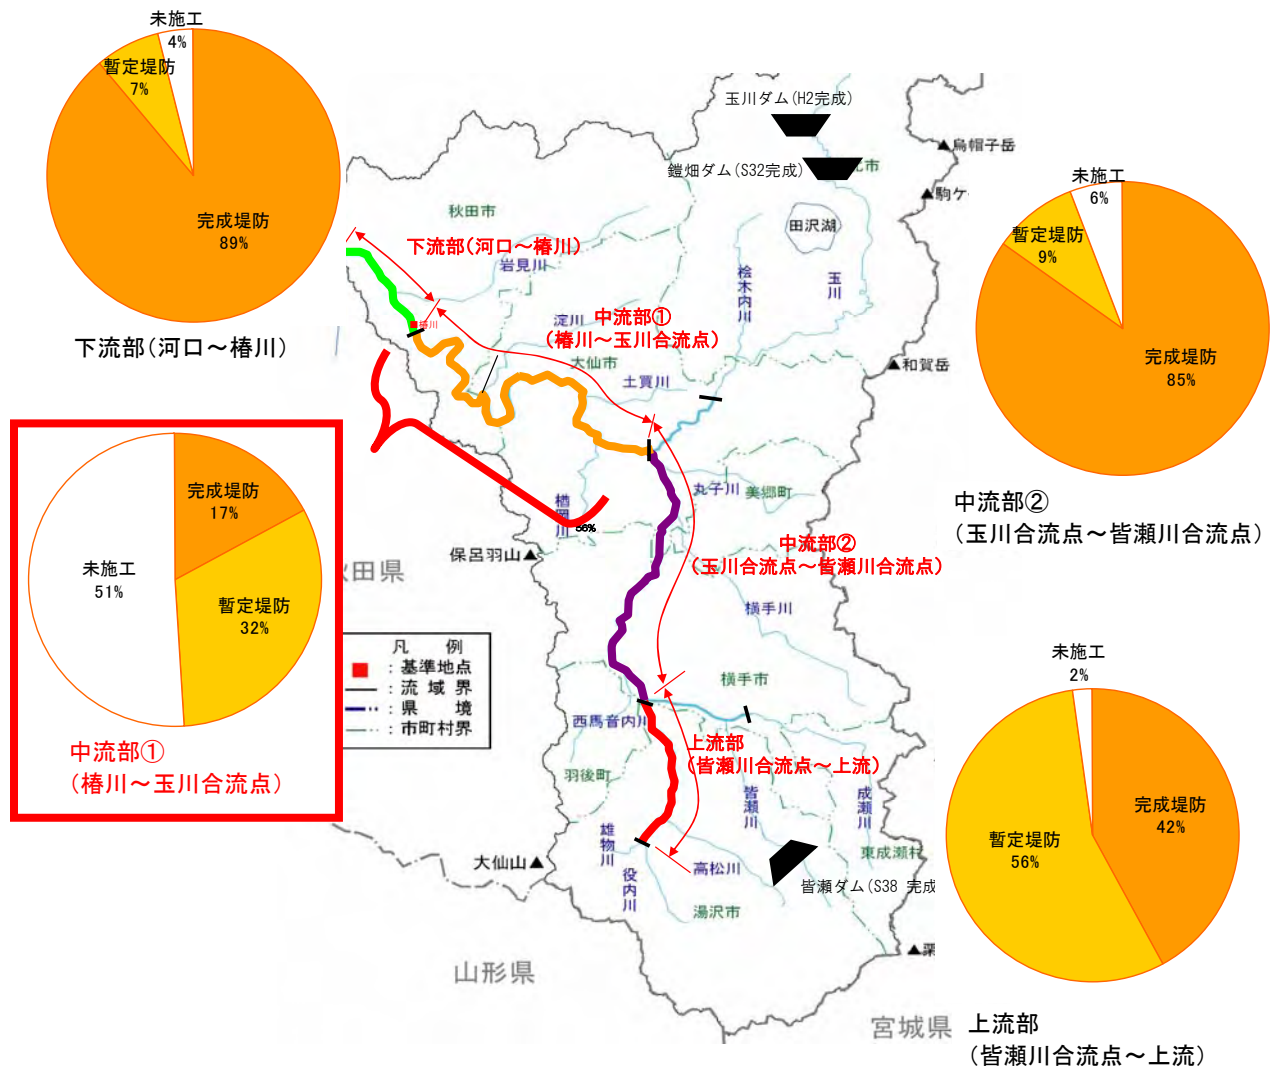 未施工
4%
暫定堤防
7%
完成堤防
89%
下流部(河口～椿川)
未施工
51%
完成堤防
17%
暫定堤防
32%
中流部①
(椿川～玉川合流点)
玉川ダム(H2完成)
鎧畑ダム(S32完成)
北市
田沢湖
▲烏帽子岳
▲駒ケ
秋田市
下流部(河口～椿川)
岩見川
椿川
淀川
中流部①
(椿川～玉川合流点)
大仙市
土買川
桧木内川
玉川
▲和賀岳
丸子川
美郷町
楢岡川
56%
保呂羽山▲
秋田県
中流部②
(玉川合流点～皆瀬川合流点)
横手川
横手市
凡 例
：基準地点
：流域界
：県 境
：市町村界
西馬音内川
羽後町
上流部
(皆瀬川合流点～上流)
皆瀬川
成瀬川
東成瀬村
雄物川
役内川
高松川
湯沢市
大仙山▲
皆瀬ダム(S38 完成
▲栗
山形県
宮城県
未施工
6%
暫定堤防
9%
完成堤防
85%
中流部②
(玉川合流点～皆瀬川合流点)
未施工
2%
暫定堤防
56%
完成堤防
42%
上流部
(皆瀬川合流点～上流)